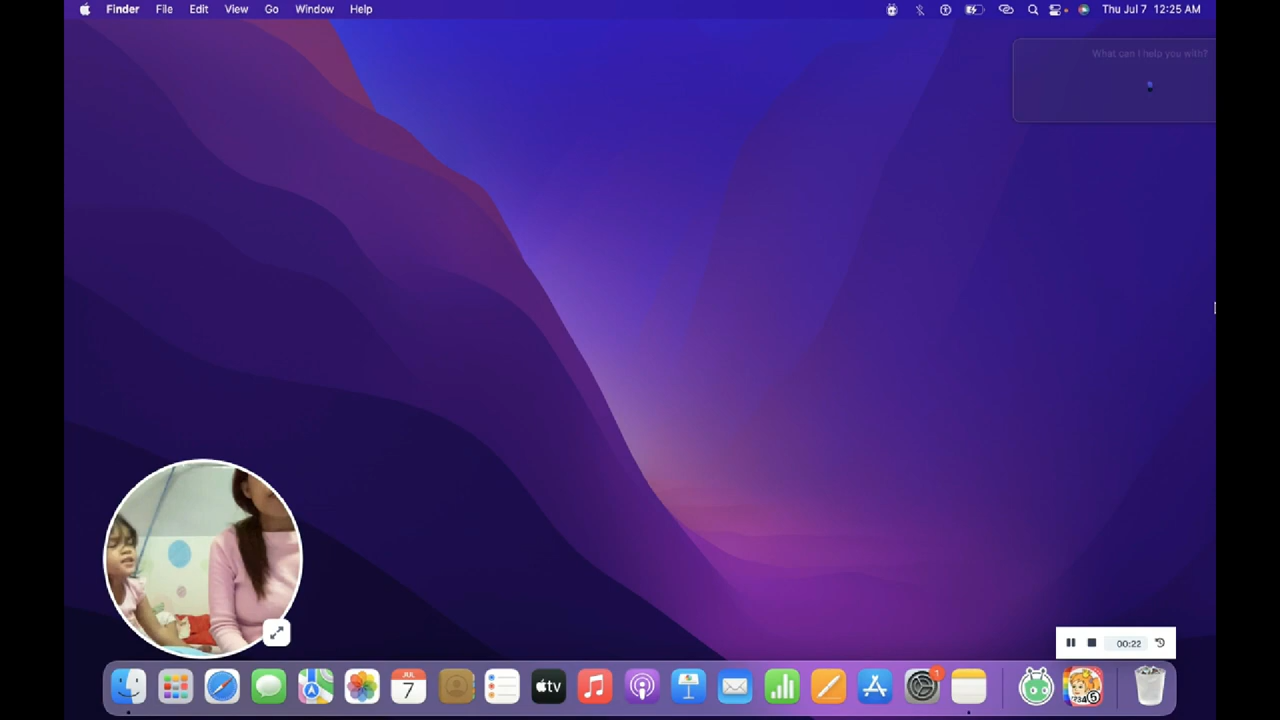 Finder File Edit View Go Window Help Thu Jul 7 12:25 AM
What can I help you with?
00:22
JUL
7
tv
1